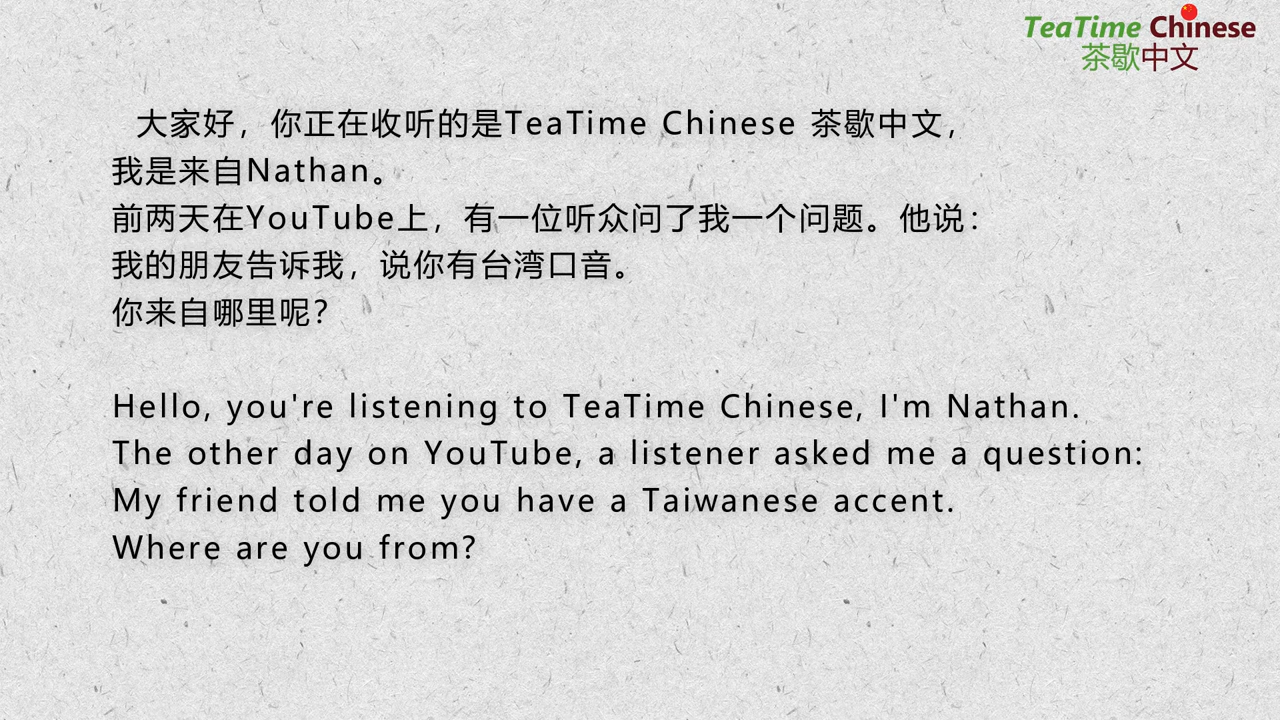 TeaTime Chinese
茶歇中文
大家好，你正在收听的是TeaTime Chinese 茶歇中文，
我是来自Nathan。
前两天在YouTube上，有一位听众问了我一个问题。他说：
我的朋友告诉我，说你有台湾口音。
你来自哪里呢？
Hello, you're listening to TeaTime Chinese, I'm Nathan.
The other day on YouTube, a listener asked me a question:
My friend told me you have a Taiwanese accent.
Where are you from?